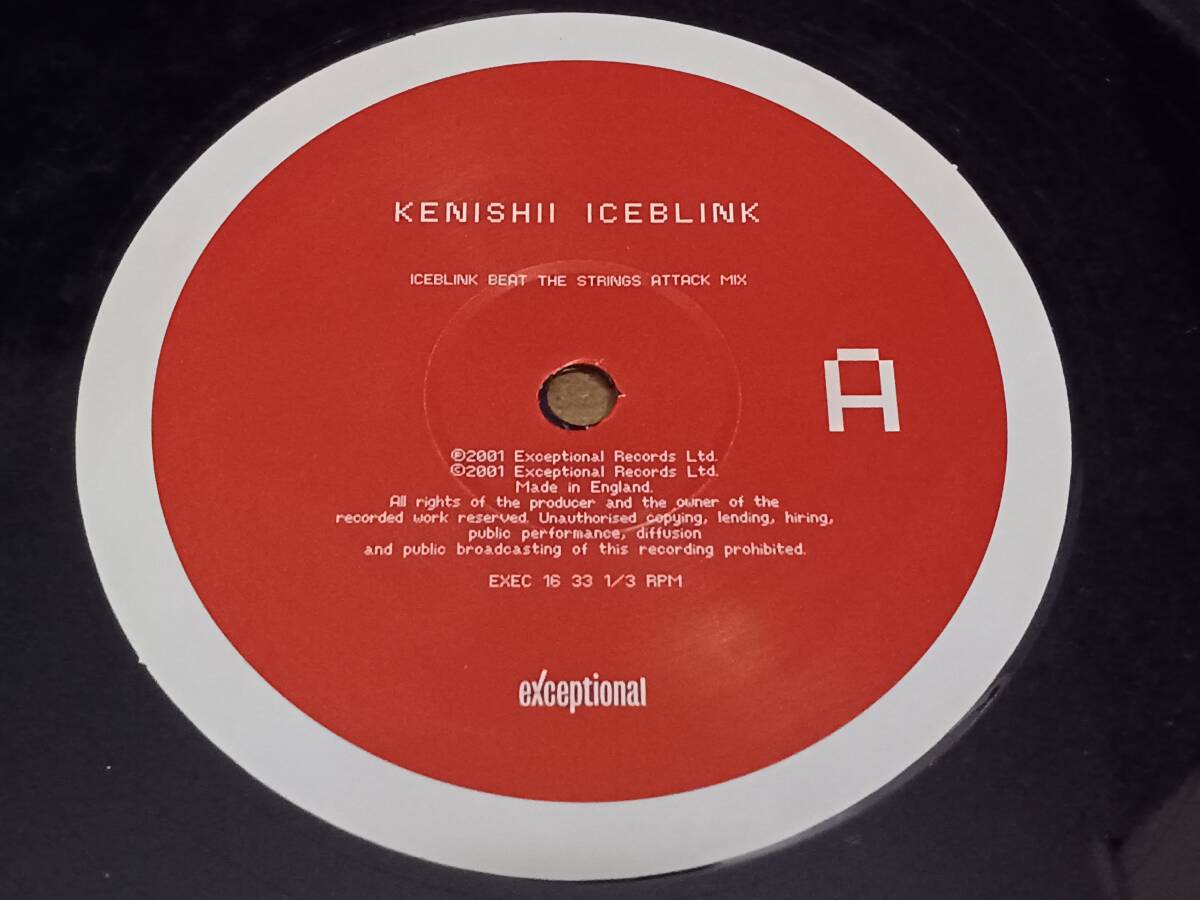 KENISHII ICEBLINK
ICEBLINK BEAT THE STRINGS ATTACK MIX
A
℗2001 Exceptional Records Ltd.
©2001 Exceptional Records Ltd.
Made in England.
All rights of the producer and the owner of the
recorded work reserved. Unauthorised copying, lending, hiring,
public performance, diffusion
and public broadcasting of this recording prohibited.
EXEC 16 33 1/3 RPM
exceptional